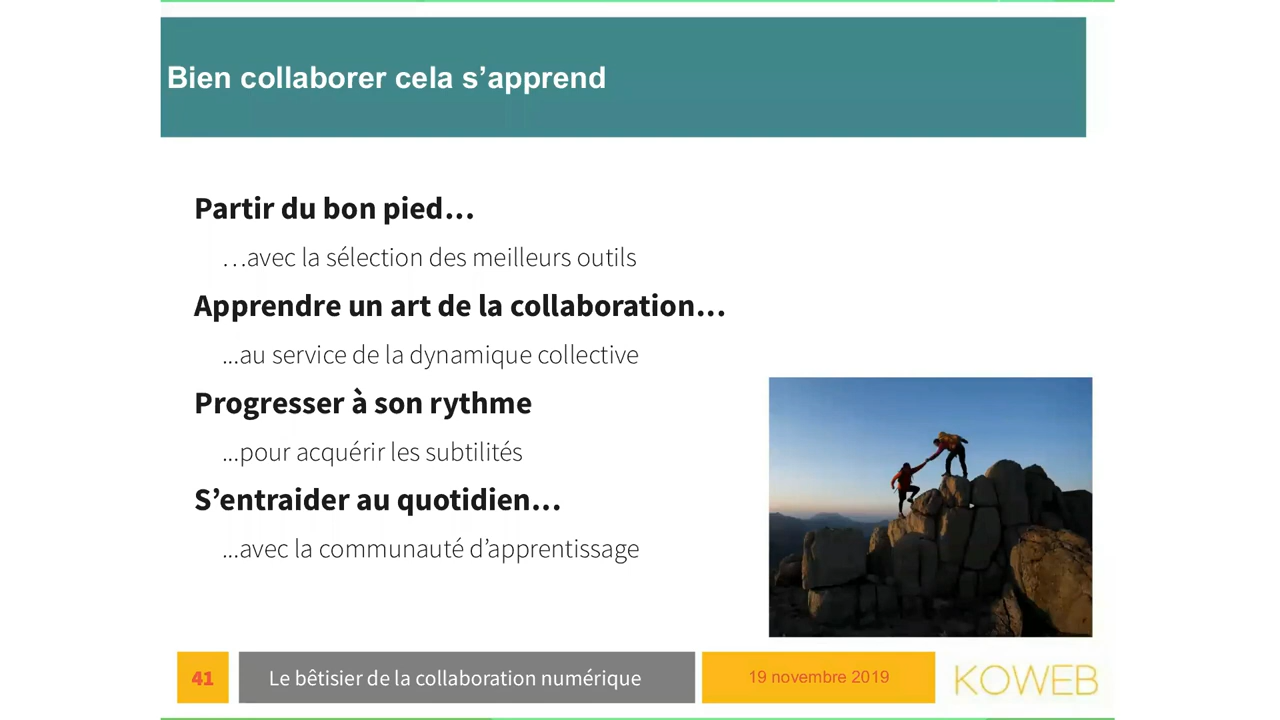 Bien collaborer cela s’apprend
Partir du bon pied…
…avec la sélection des meilleurs outils
Apprendre un art de la collaboration…
...au service de la dynamique collective
Progresser à son rythme
...pour acquérir les subtilités
S’entraider au quotidien…
...avec la communauté d’apprentissage
41
Le bêtisier de la collaboration numérique
19 novembre 2019
KOWEB